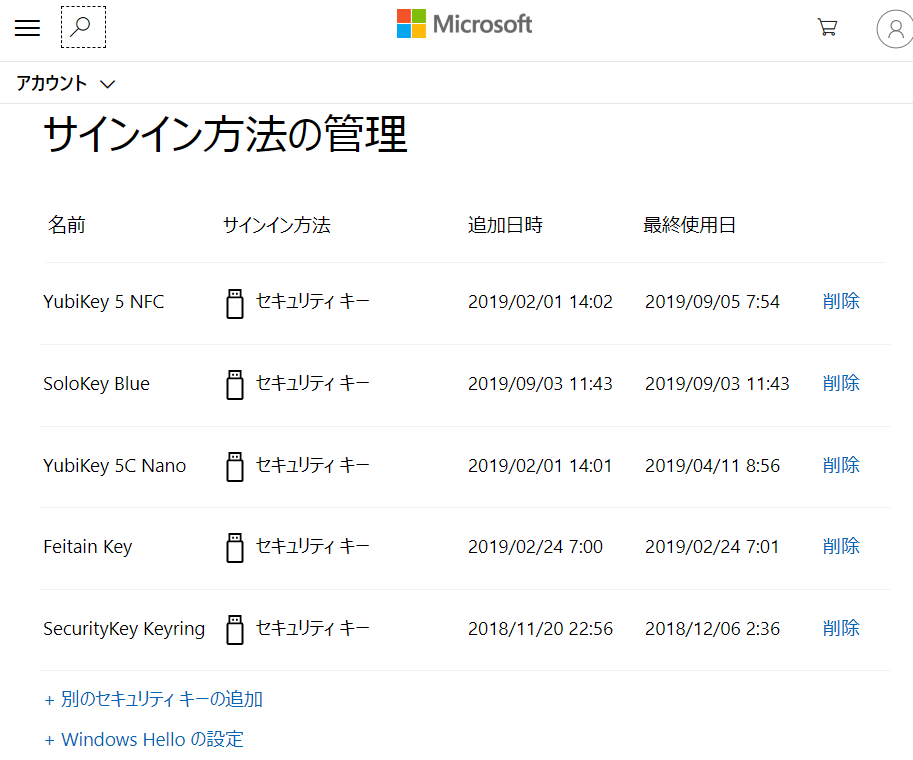 Microsoft
アカウント
サインイン方法の管理
名前 サインイン方法 追加日時 最終使用日
YubiKey 5 NFC セキュリティ キー 2019/02/01 14:02 2019/09/05 7:54 削除
SoloKey Blue セキュリティ キー 2019/09/03 11:43 2019/09/03 11:43 削除
YubiKey 5C Nano セキュリティ キー 2019/02/01 14:01 2019/04/11 8:56 削除
Feitain Key セキュリティ キー 2019/02/24 7:00 2019/02/24 7:01 削除
SecurityKey Keyring セキュリティ キー 2018/11/20 22:56 2018/12/06 2:36 削除
+ 別のセキュリティ キーの追加
+ Windows Hello の設定